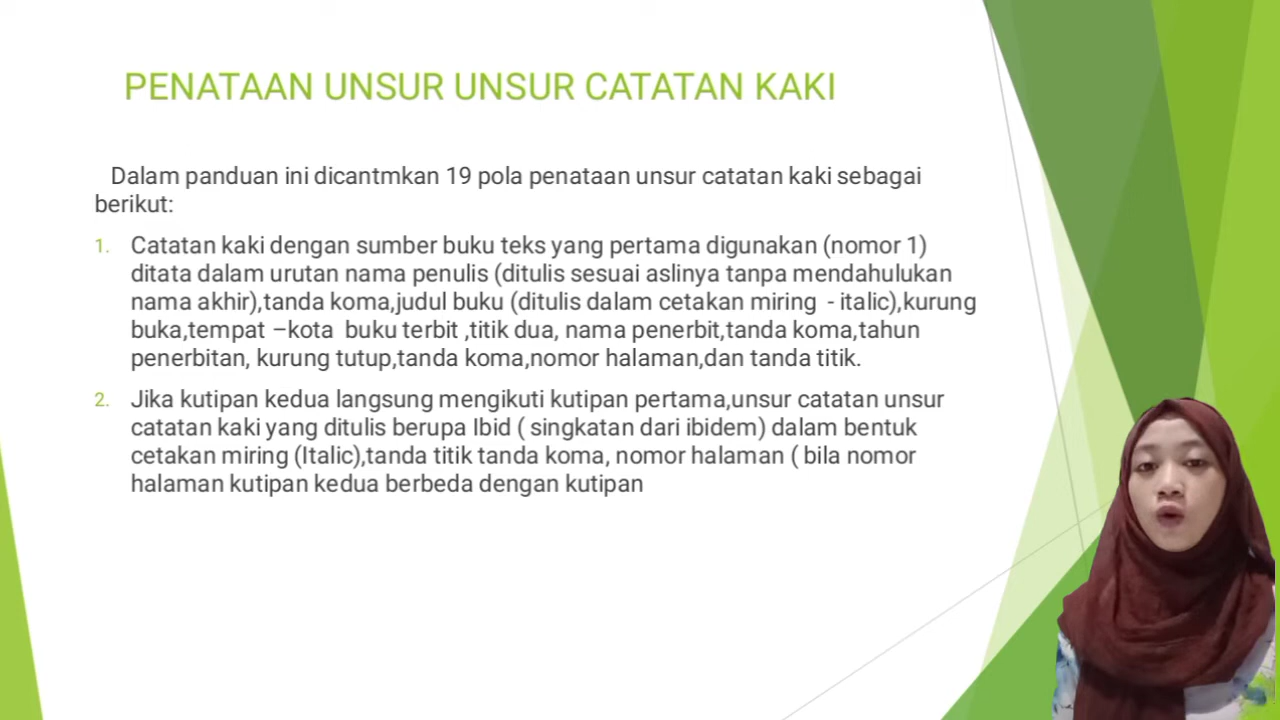 PENATAAN UNSUR UNSUR CATATAN KAKI
Dalam panduan ini dicantmkan 19 pola penataan unsur catatan kaki sebagai
berikut:
1. Catatan kaki dengan sumber buku teks yang pertama digunakan (nomor 1)
ditata dalam urutan nama penulis (ditulis sesuai aslinya tanpa mendahulukan
nama akhir),tanda koma,judul buku (ditulis dalam cetakan miring - italic),kurung
buka,tempat –kota buku terbit ,titik dua, nama penerbit,tanda koma,tahun
penerbitan, kurung tutup,tanda koma,nomor halaman,dan tanda titik.
2. Jika kutipan kedua langsung mengikuti kutipan pertama,unsur catatan unsur
catatan kaki yang ditulis berupa Ibid ( singkatan dari ibidem) dalam bentuk
cetakan miring (Italic),tanda titik tanda koma, nomor halaman ( bila nomor
halaman kutipan kedua berbeda dengan kutipan